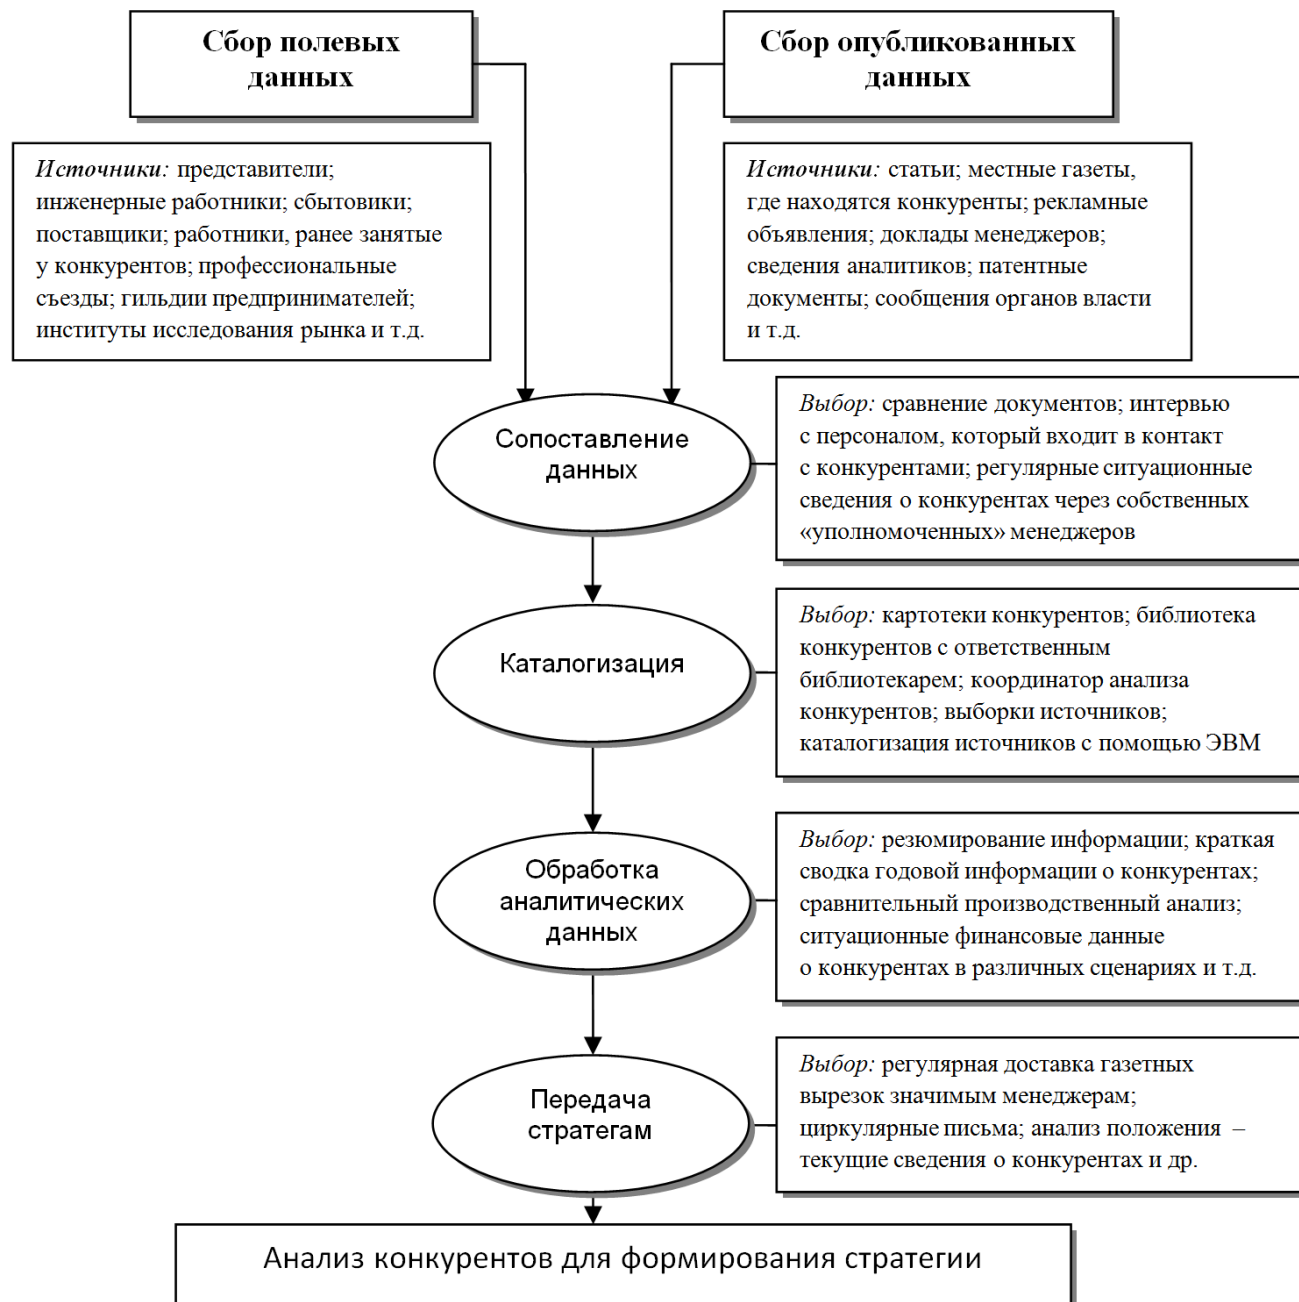 Сбор полевых
данных
Сбор опубликованных
данных
Источники: представители;
инженерные работники; сбытовики;
поставщики; работники, ранее занятые
у конкурентов; профессиональные
съезды; гильдии предпринимателей;
институты исследования рынка и т.д.
Источники: статьи; местные газеты,
где находятся конкуренты; рекламные
объявления; доклады менеджеров;
сведения аналитиков; патентные
документы; сообщения органов власти
и т.д.
Сопоставление
данных
Выбор: сравнение документов; интервью
с персоналом, который входит в контакт
с конкурентами; регулярные ситуационные
сведения о конкурентах через собственных
«уполномоченных» менеджеров
Каталогизация
Выбор: картотеки конкурентов; библиотека
конкурентов с ответственным
библиотекарем; координатор анализа
конкурентов; выборки источников;
каталогизация источников с помощью ЭВМ
Обработка
аналитических
данных
Выбор: резюмирование информации; краткая
сводка годовой информации о конкурентах;
сравнительный производственный анализ;
ситуационные финансовые данные
о конкурентах в различных сценариях и т.д.
Передача
стратегам
Выбор: регулярная доставка газетных
вырезок значимым менеджерам;
циркулярные письма; анализ положения –
текущие сведения о конкурентах и др.
Анализ конкурентов для формирования стратегии